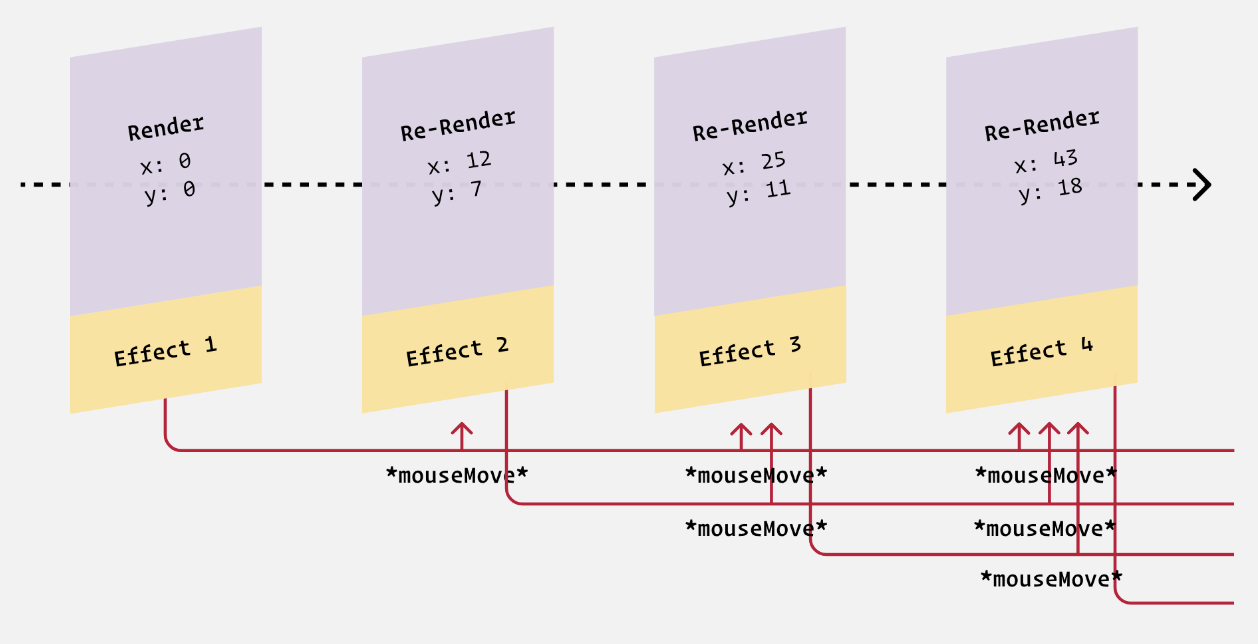 Render
x: 0
y: 0
Effect 1
Re-Render
x: 12
y: 7
Effect 2
Re-Render
x: 25
y: 11
Effect 3
Re-Render
x: 43
y: 18
Effect 4
*mouseMove*
*mouseMove*
*mouseMove*
*mouseMove*
*mouseMove*
*mouseMove*